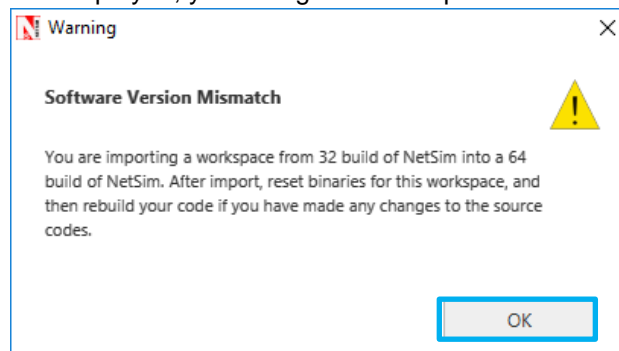 Warning
Software Version Mismatch
You are importing a workspace from 32 build of NetSim into a 64
build of NetSim. After import, reset binaries for this workspace, and
then rebuild your code if you have made any changes to the source
codes.
OK